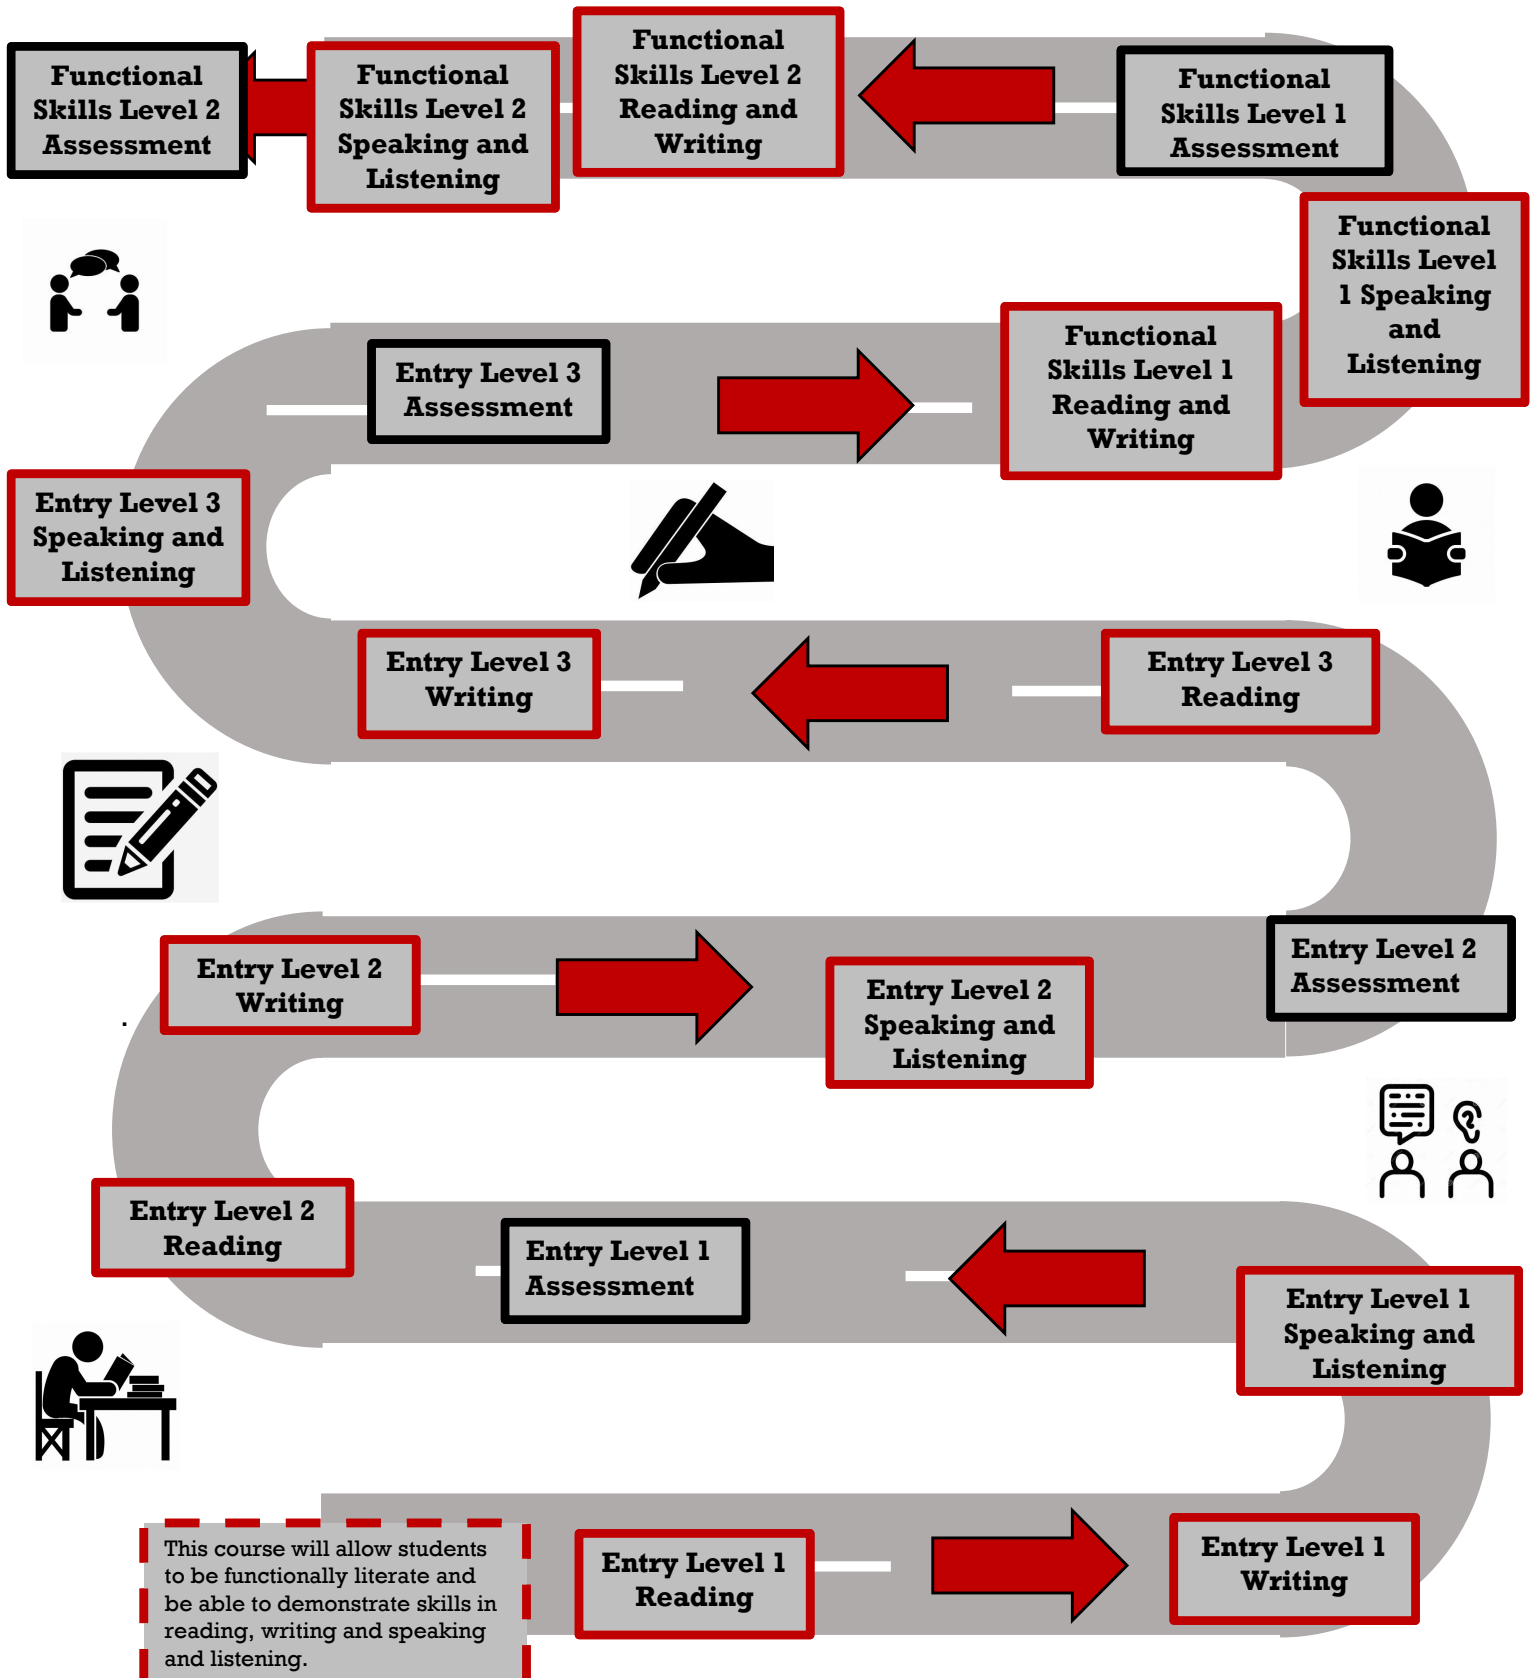 Functional
Skills Level 2
Assessment
Functional
Skills Level 2
Speaking and
Listening
Functional
Skills Level 2
Reading and
Writing
Functional
Skills Level 1
Assessment
Functional
Skills Level
1 Speaking
and
Listening
Entry Level 3
Assessment
Functional
Skills Level 1
Reading and
Writing
Entry Level 3
Speaking and
Listening
Entry Level 3
Writing
Entry Level 3
Reading
Entry Level 2
Writing
Entry Level 2
Speaking and
Listening
Entry Level 2
Assessment
.
Entry Level 2
Reading
Entry Level 1
Assessment
Entry Level 1
Speaking and
Listening
This course will allow students
to be functionally literate and
be able to demonstrate skills in
reading, writing and speaking
and listening.
Entry Level 1
Reading
Entry Level 1
Writing